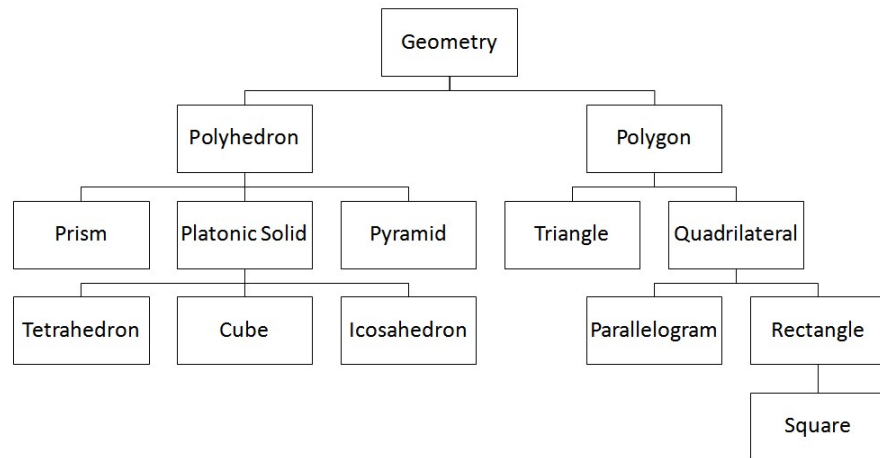 Geometry
Polyhedron
Polygon
Prism
Platonic Solid
Pyramid
Triangle
Quadrilateral
Tetrahedron
Cube
Icosahedron
Parallelogram
Rectangle
Square